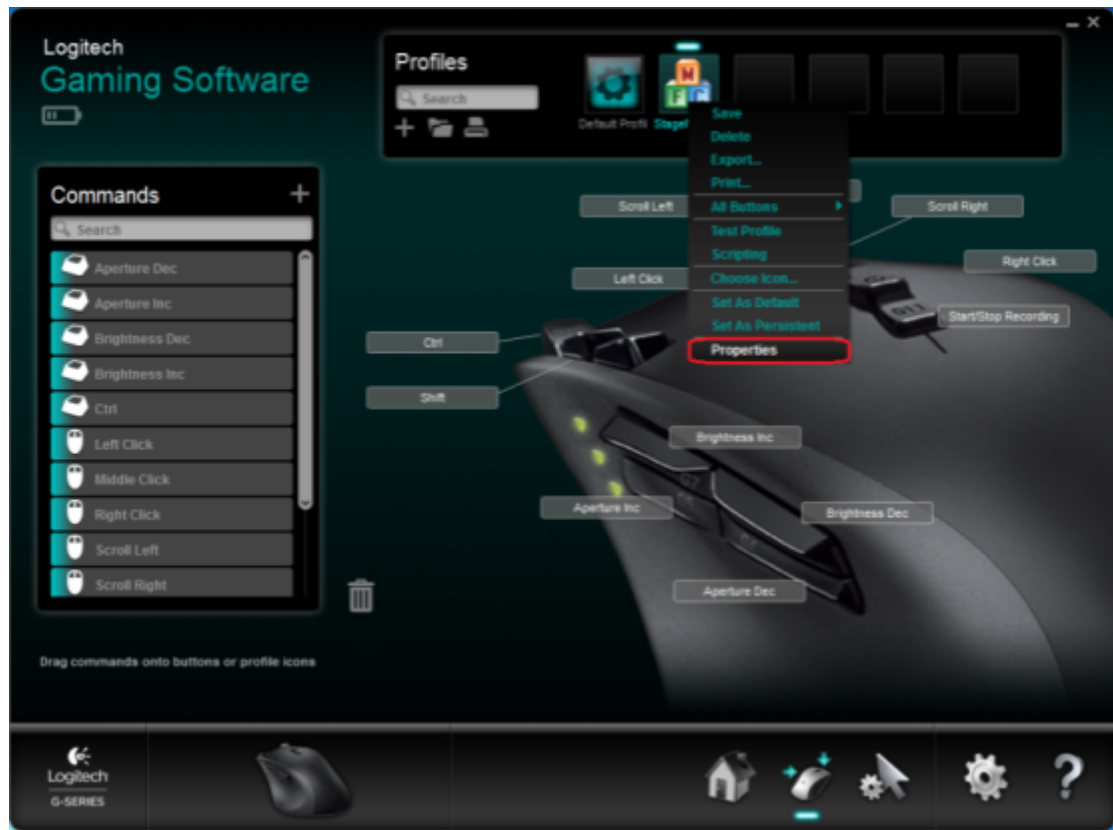 Logitech
Gaming Software
Profiles
Search
Default Profil
Commands
Search
Aperture Dec
Aperture Inc
Brightness Dec
Brightness Inc
Ctrl
Left Click
Middle Click
Right Click
Scroll Left
Scroll Right
Drag commands onto buttons or profile icons
Save
Delete
Export...
Print...
All Buttons
Test Profile
Scripting
Choose Icon...
Set As Default
Set As Persistent
Properties
Scroll Left
Scroll Right
Left Click
Right Click
Start/Stop Recording
Ctrl
Shift
Brightness Inc
Aperture Inc
Brightness Dec
Aperture Dec
G7
Logitech
G-SERIES